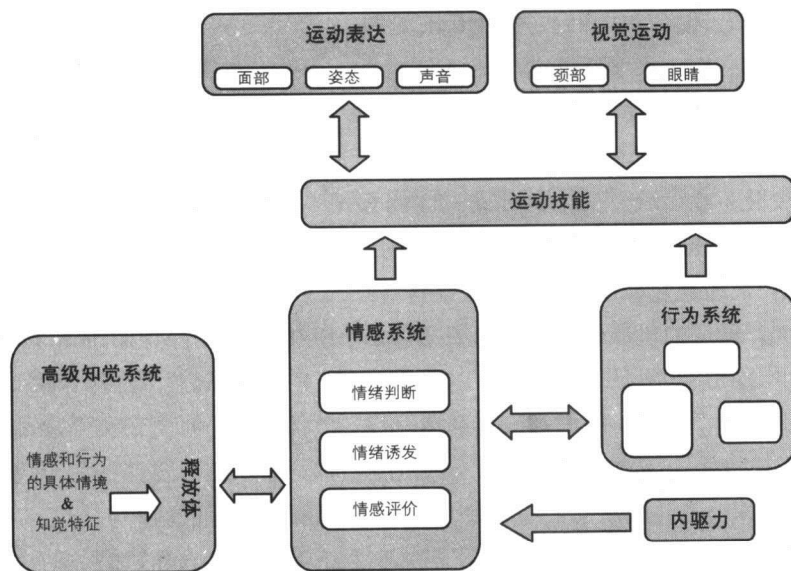 运动表达
面部 姿态 声音
视觉运动
颈部 眼睛
运动技能
高级知觉系统
情感和行为
的具体情境
&
知觉特征
释放体
情感系统
情绪判断
情绪诱发
情感评价
行为系统
内驱力